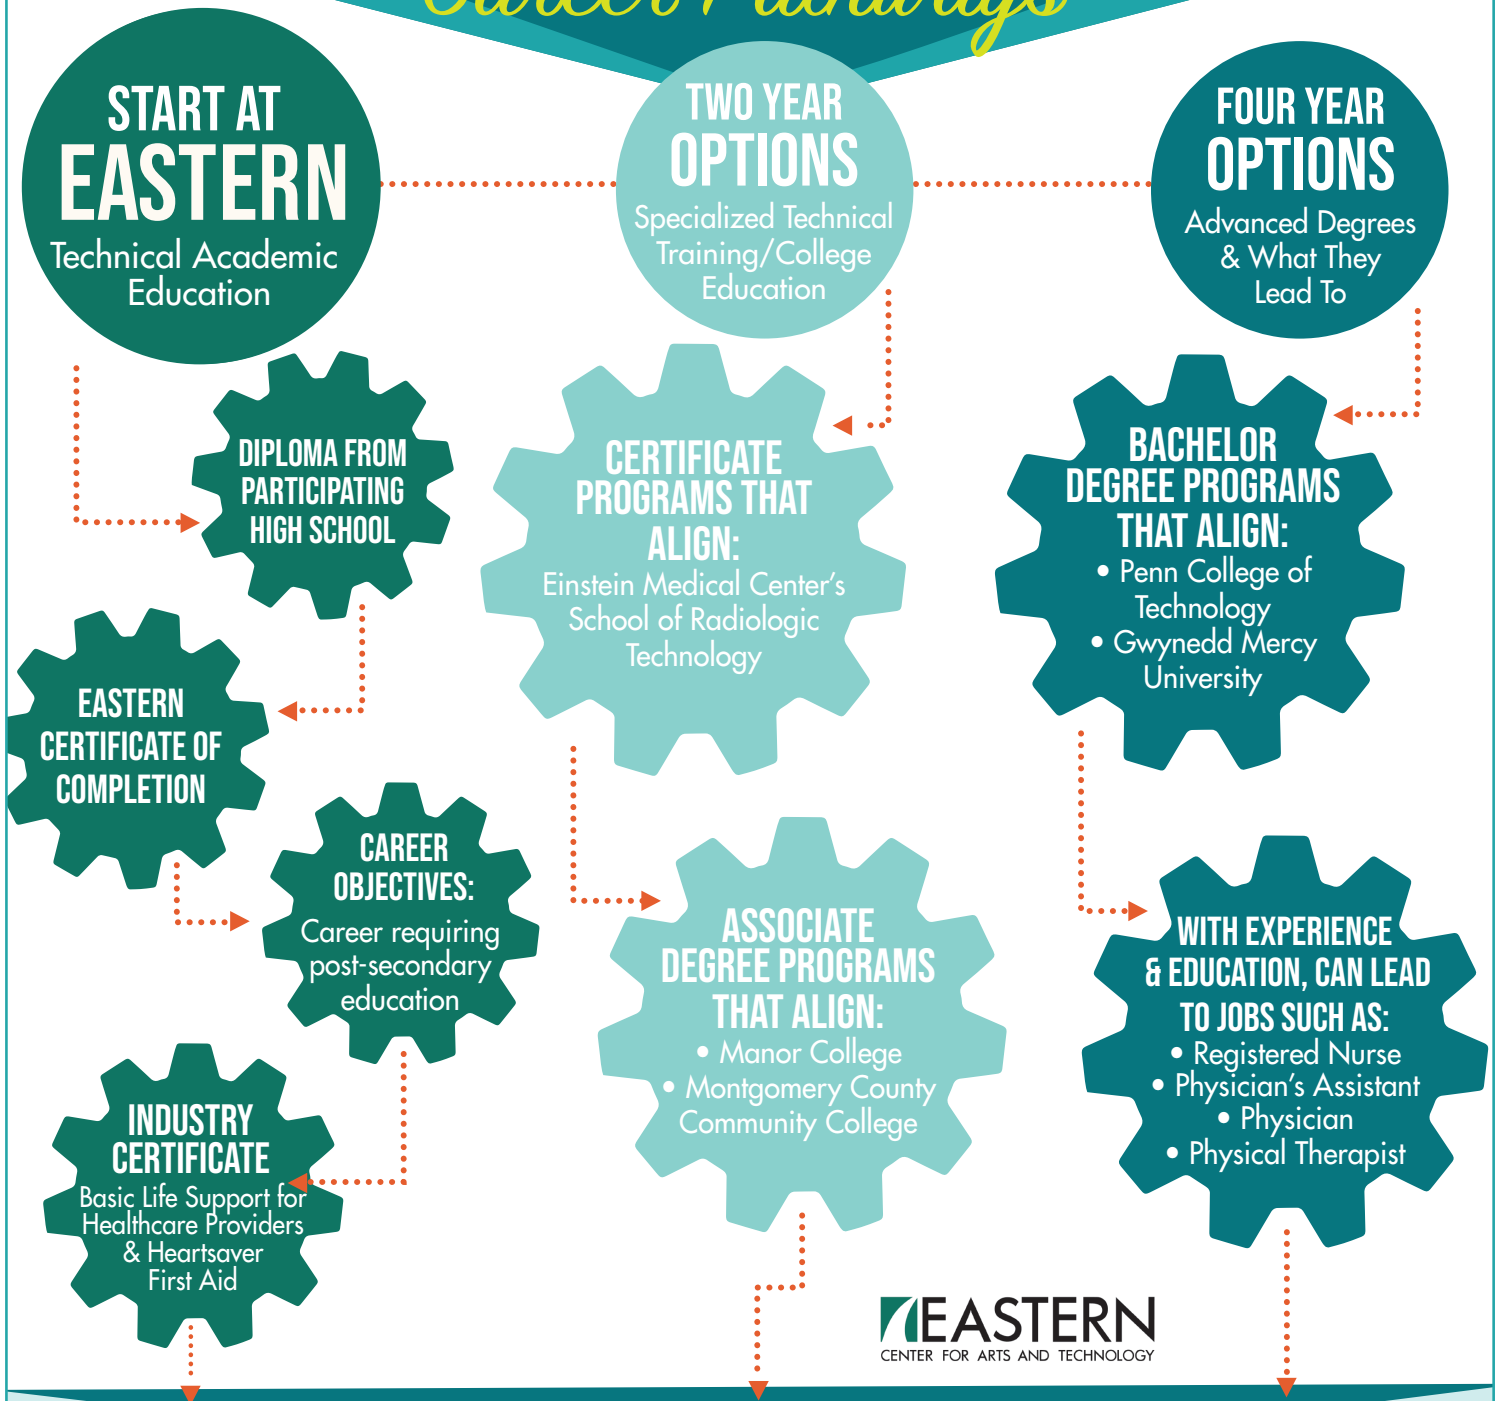 Career Pathways
START AT
EASTERN
Technical Academic
Education
TWO YEAR
OPTIONS
Specialized Technical
Training/College
Education
FOUR YEAR
OPTIONS
Advanced Degrees
& What They
Lead To
DIPLOMA FROM
PARTICIPATING
HIGH SCHOOL
EASTERN
CERTIFICATE OF
COMPLETION
CAREER
OBJECTIVES:
Career requiring
post-secondary
education
INDUSTRY
CERTIFICATE
Basic Life Support for
Healthcare Providers
& Heartsaver
First Aid
CERTIFICATE
PROGRAMS THAT
ALIGN:
Einstein Medical Center's
School of Radiologic
Technology
ASSOCIATE
DEGREE PROGRAMS
THAT ALIGN:
• Manor College
• Montgomery County
Community College
BACHELOR
DEGREE PROGRAMS
THAT ALIGN:
• Penn College of
Technology
• Gwynedd Mercy
University
WITH EXPERIENCE
& EDUCATION, CAN LEAD
TO JOBS SUCH AS:
• Registered Nurse
• Physician's Assistant
• Physician
• Physical Therapist
EASTERN
CENTER FOR ARTS AND TECHNOLOGY